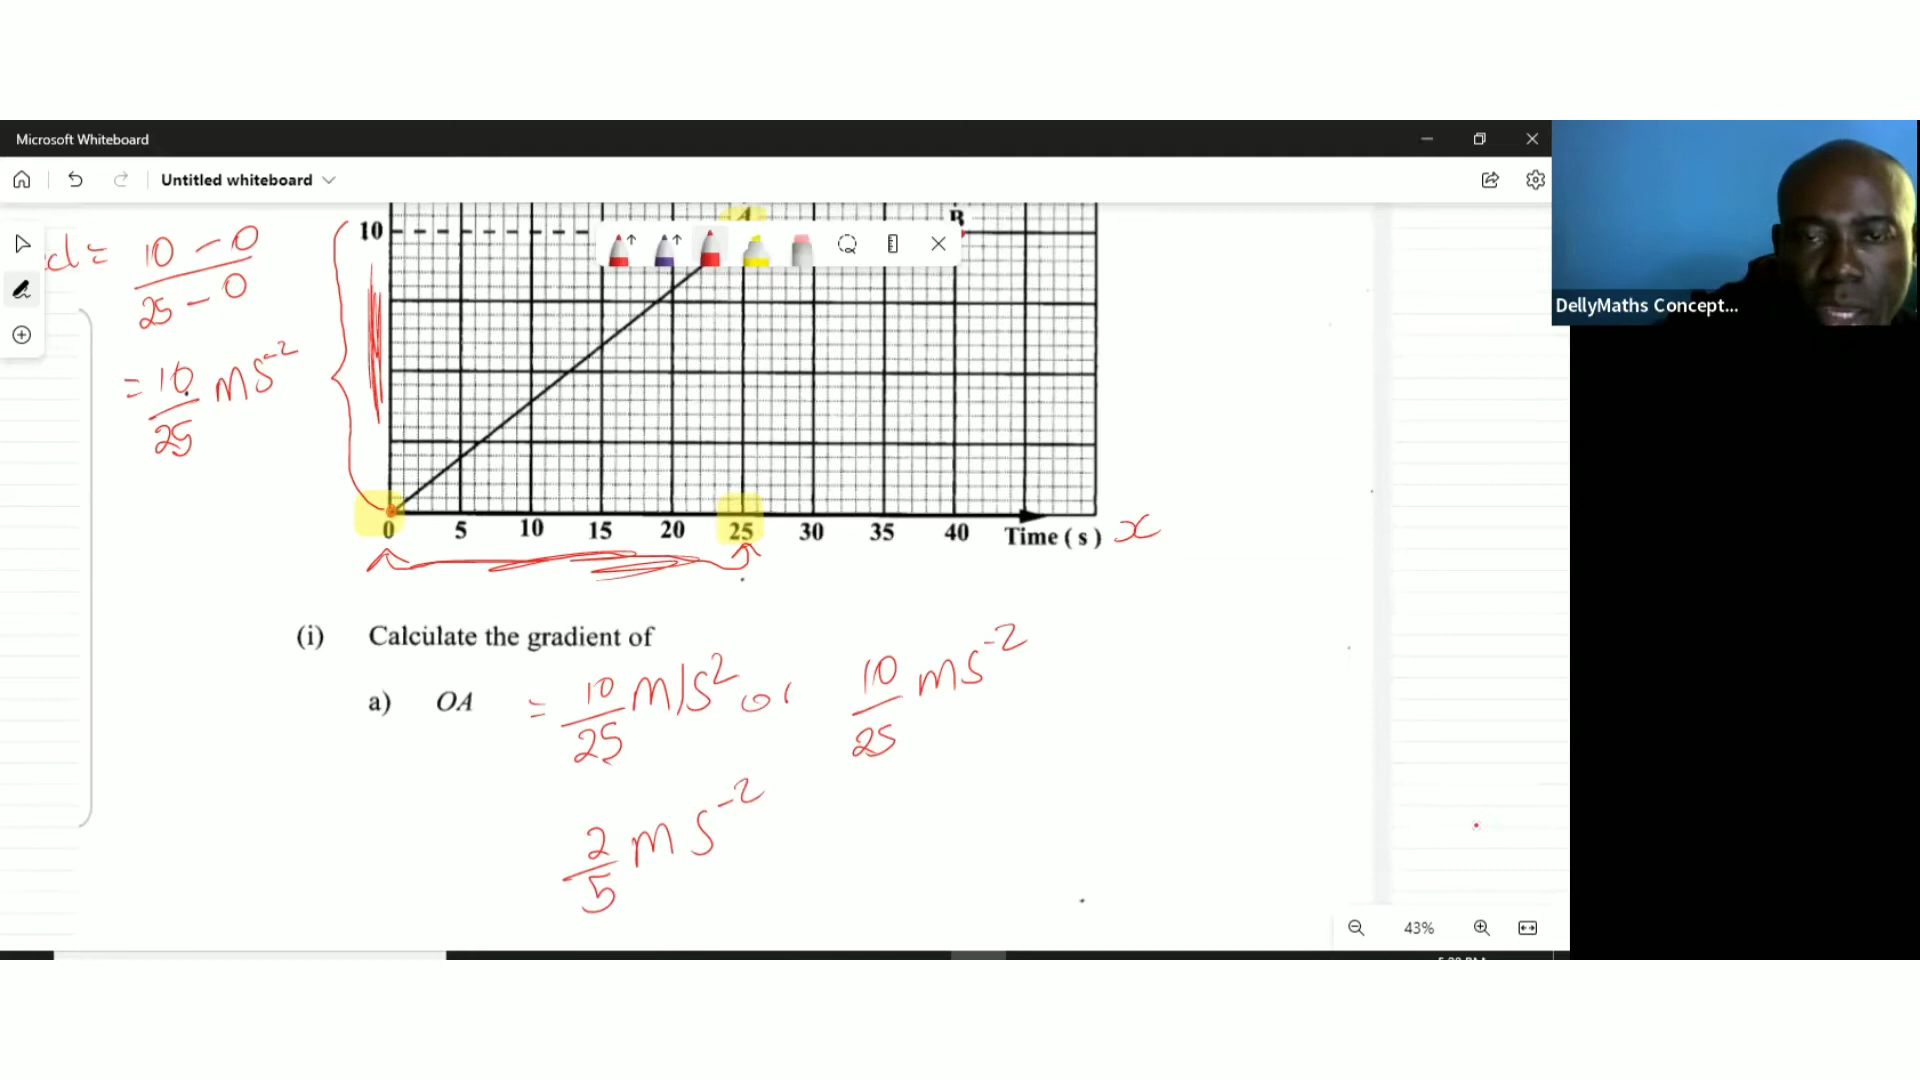 Microsoft Whiteboard
Untitled whiteboard
DellyMaths Concept...
A
B
10
10 - 0
25 - 0
= 10/25 ms⁻²
0 5 10 15 20 25 30 35 40 Time ( s ) x
(i) Calculate the gradient of
a) OA = 10/25 m/s² or 10/25 ms⁻²
2/5 ms⁻²
43%